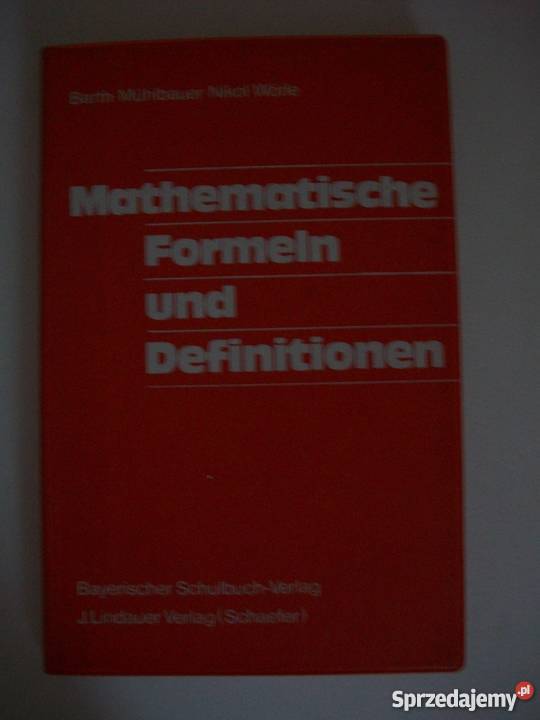 Barth Mühlbauer Nikol Wörle
Mathematische
Formeln
und
Definitionen
Bayerischer Schulbuch-Verlag
J. Lindauer Verlag (Schaefer)
Sprzedajemy.pl